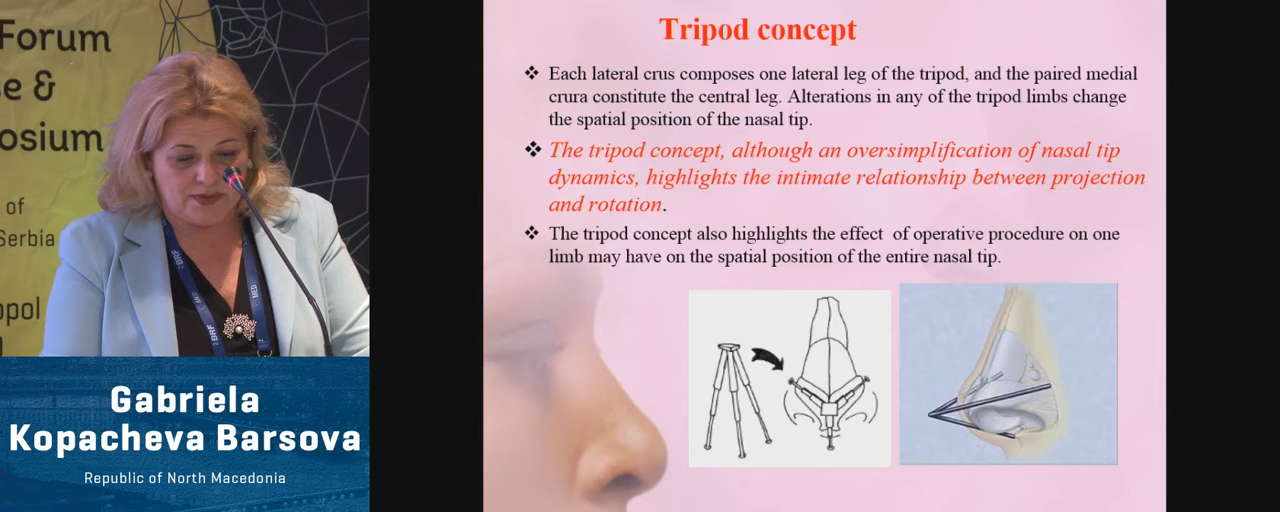 Forum
e &
osium
of
Serbia
opol
BRF
MED
BRF
Gabriela
Kopacheva Barsova
Republic of North Macedonia
Tripod concept
❖ Each lateral crus composes one lateral leg of the tripod, and the paired medial
crura constitute the central leg. Alterations in any of the tripod limbs change
the spatial position of the nasal tip.
❖ The tripod concept, although an oversimplification of nasal tip
dynamics, highlights the intimate relationship between projection
and rotation.
❖ The tripod concept also highlights the effect of operative procedure on one
limb may have on the spatial position of the entire nasal tip.